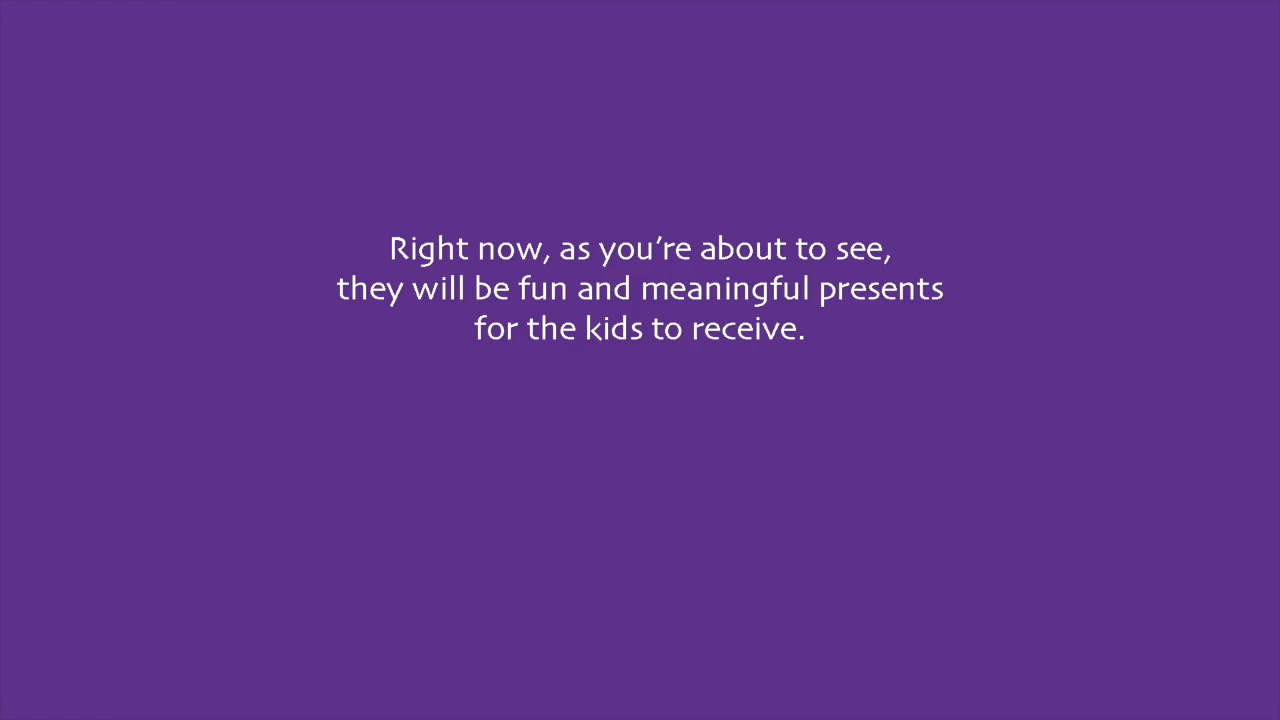 Right now, as you’re about to see,
they will be fun and meaningful presents
for the kids to receive.